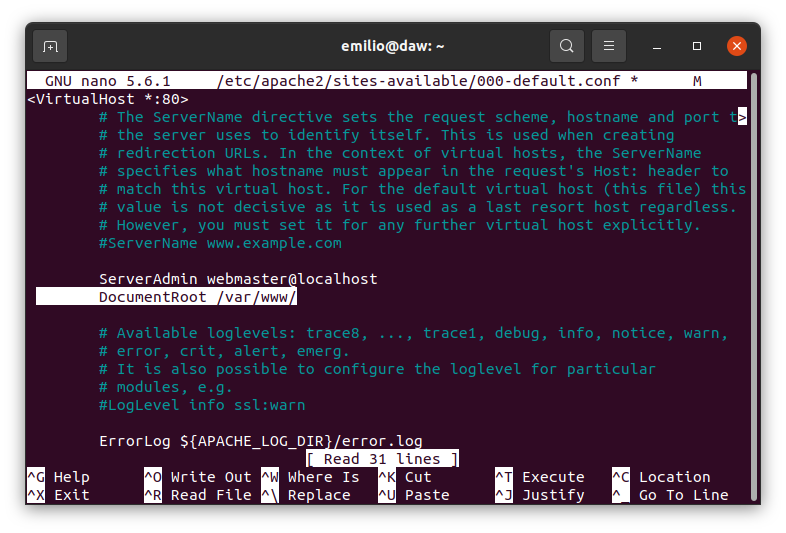 emilio@daw: ~
GNU nano 5.6.1     /etc/apache2/sites-available/000-default.conf *     M
<VirtualHost *:80>
        # The ServerName directive sets the request scheme, hostname and port t>
        # the server uses to identify itself. This is used when creating
        # redirection URLs. In the context of virtual hosts, the ServerName
        # specifies what hostname must appear in the request's Host: header to
        # match this virtual host. For the default virtual host (this file) this
        # value is not decisive as it is used as a last resort host regardless.
        # However, you must set it for any further virtual host explicitly.
        #ServerName www.example.com

        ServerAdmin webmaster@localhost
        DocumentRoot /var/www/

        # Available loglevels: trace8, ..., trace1, debug, info, notice, warn,
        # error, crit, alert, emerg.
        # It is also possible to configure the loglevel for particular
        # modules, e.g.
        #LogLevel info ssl:warn

        ErrorLog ${APACHE_LOG_DIR}/error.log
[ Read 31 lines ]
^G Help      ^O Write Out ^W Where Is  ^K Cut       ^T Execute   ^C Location
^X Exit      ^R Read File ^\ Replace   ^U Paste     ^J Justify   ^_ Go To Line